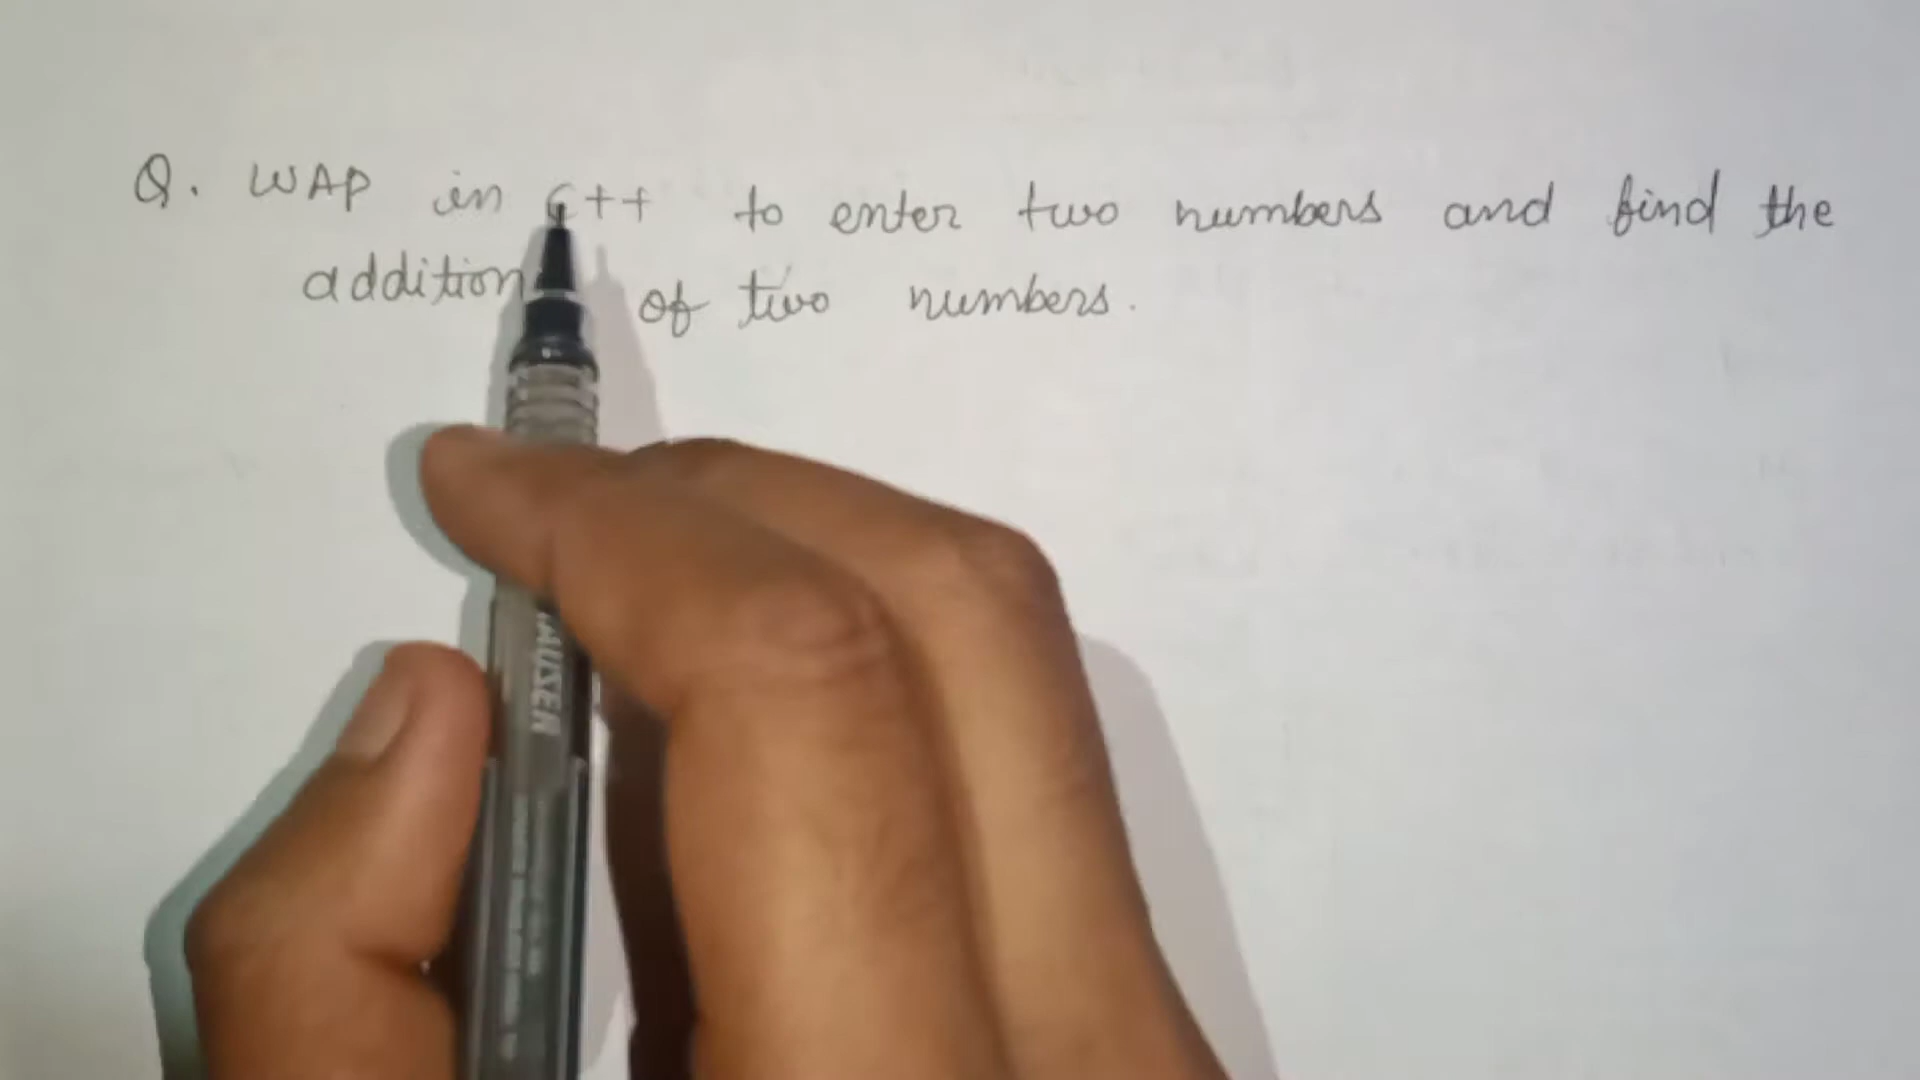 Q. WAP in C++ to enter two numbers and find the
addition of two numbers.